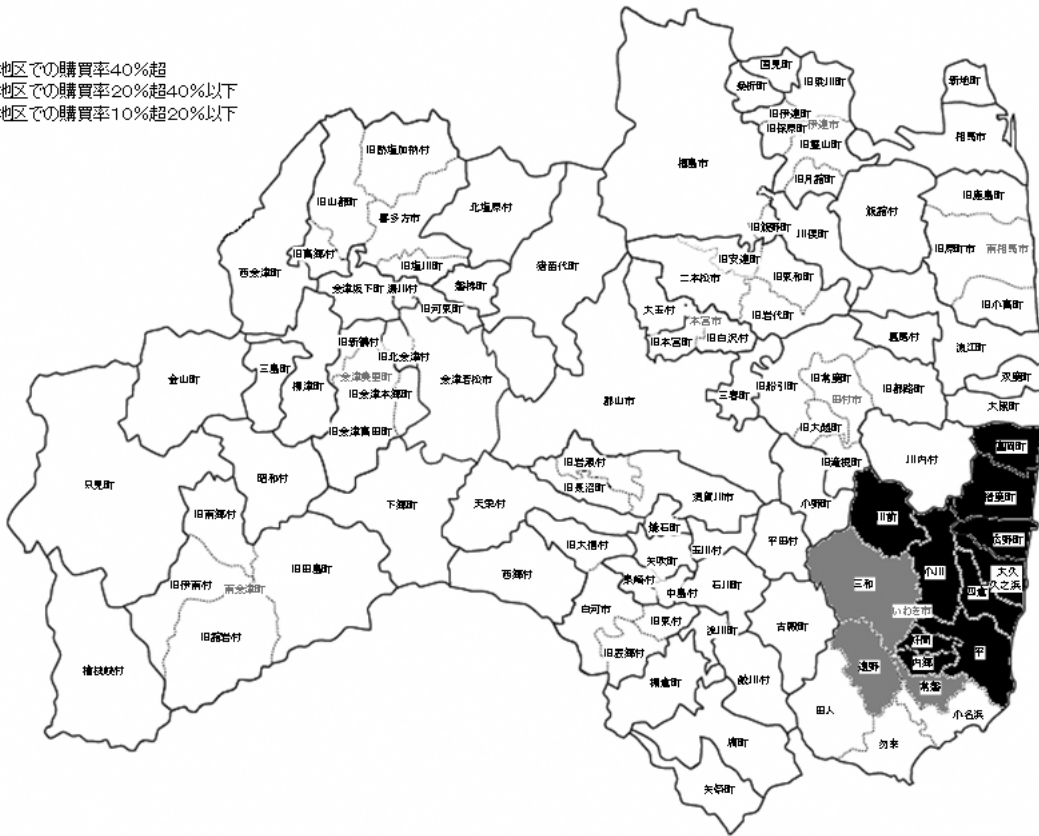 地区での購買率40%超
地区での購買率20%超40%以下
地区での購買率10%超20%以下
国見町
桑折町
旧梁川町
新地町
旧伊達町
伊達市
旧保原町
旧霊山町
相馬市
福島市
旧月舘町
旧熱塩加納村
旧山都町
喜多方市
北塩原村
飯舘村
旧鹿島町
旧飯野町
川俣町
旧原町市
南相馬市
旧高郷村
西会津町
旧塩川町
猪苗代町
旧安達町
二本松市
旧東和町
会津坂下町
湯川村
磐梯町
旧河東町
大玉村
旧岩代町
旧小高町
本宮市
旧本宮町
旧白沢村
葛尾村
浪江町
旧新鶴村
旧北会津村
会津美里町
会津若松市
旧会津本郷町
旧会津高田町
金山町
三島町
柳津町
郡山市
三春町
旧船引町
旧常葉町
田村市
旧都路町
双葉町
大熊町
旧大越町
旧滝根町
川内村
富岡町
楢葉町
只見町
昭和村
下郷町
天栄村
旧岩瀬村
旧長沼町
須賀川市
小野町
川前
広野町
旧南郷村
旧伊南村
南会津町
旧田島町
旧舘岩村
檜枝岐村
西郷村
旧大信村
鏡石町
矢吹町
玉川村
平田村
泉崎村
中島村
石川町
白河市
旧東村
旧表郷村
浅川町
古殿町
棚倉町
鮫川村
塙町
矢祭町
三和
小川
四倉
大久
久之浜
いわき市
好間
内郷
平
遠野
常磐
田人
小名浜
勿来